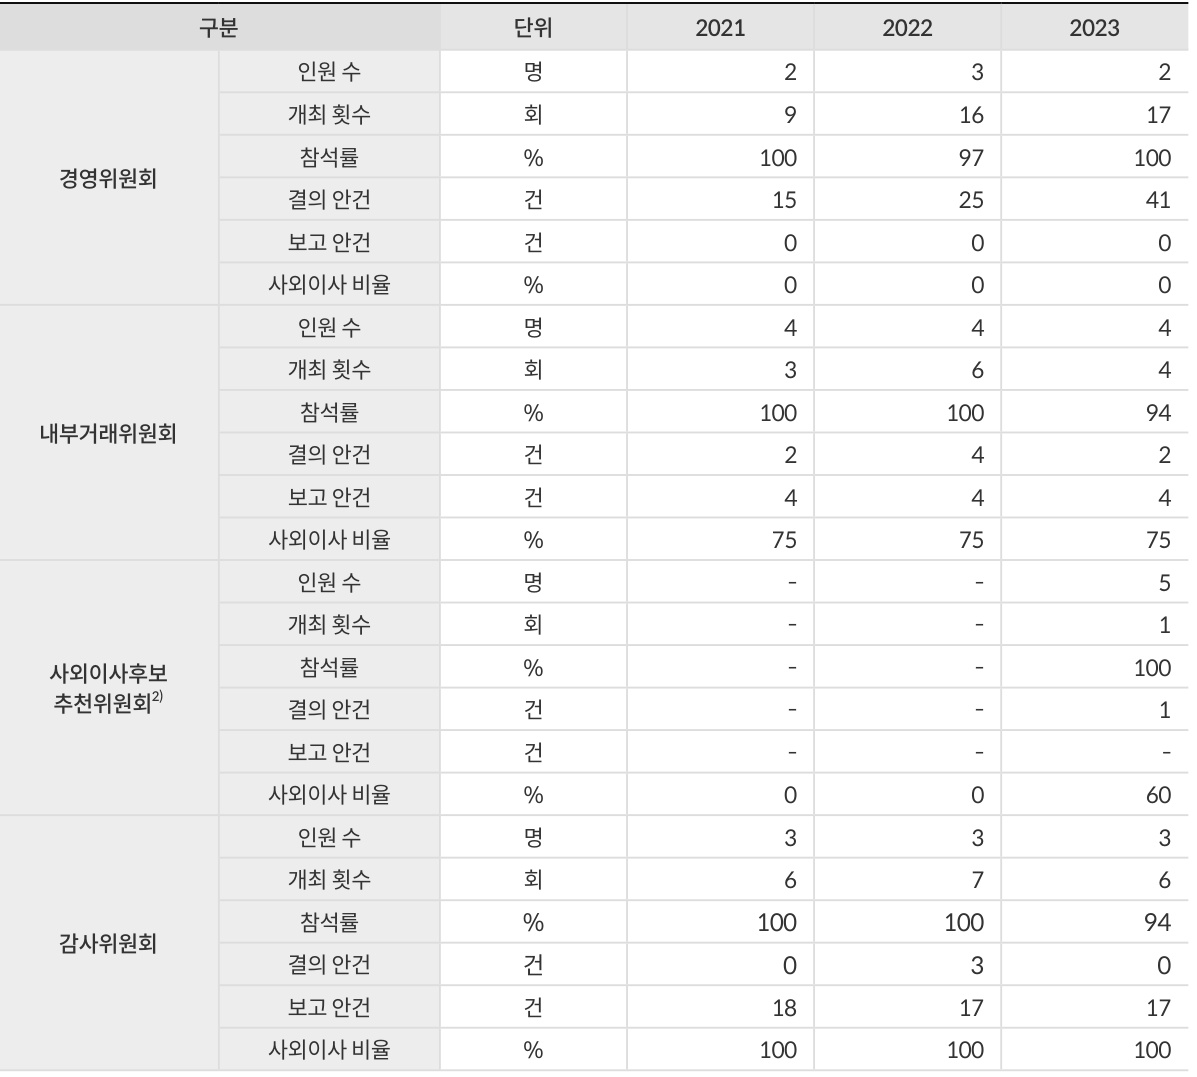 구분 단위 2021 2022 2023
경영위원회
인원 수 명 2 3 2
개최 횟수 회 9 16 17
참석률 % 100 97 100
결의 안건 건 15 25 41
보고 안건 건 0 0 0
사외이사 비율 % 0 0 0
내부거래위원회
인원 수 명 4 4 4
개최 횟수 회 3 6 4
참석률 % 100 100 94
결의 안건 건 2 4 2
보고 안건 건 4 4 4
사외이사 비율 % 75 75 75
사외이사후보
추천위원회2)
인원 수 명 - - 5
개최 횟수 회 - - 1
참석률 % - - 100
결의 안건 건 - - 1
보고 안건 건 - - -
사외이사 비율 % 0 0 60
감사위원회
인원 수 명 3 3 3
개최 횟수 회 6 7 6
참석률 % 100 100 94
결의 안건 건 0 3 0
보고 안건 건 18 17 17
사외이사 비율 % 100 100 100